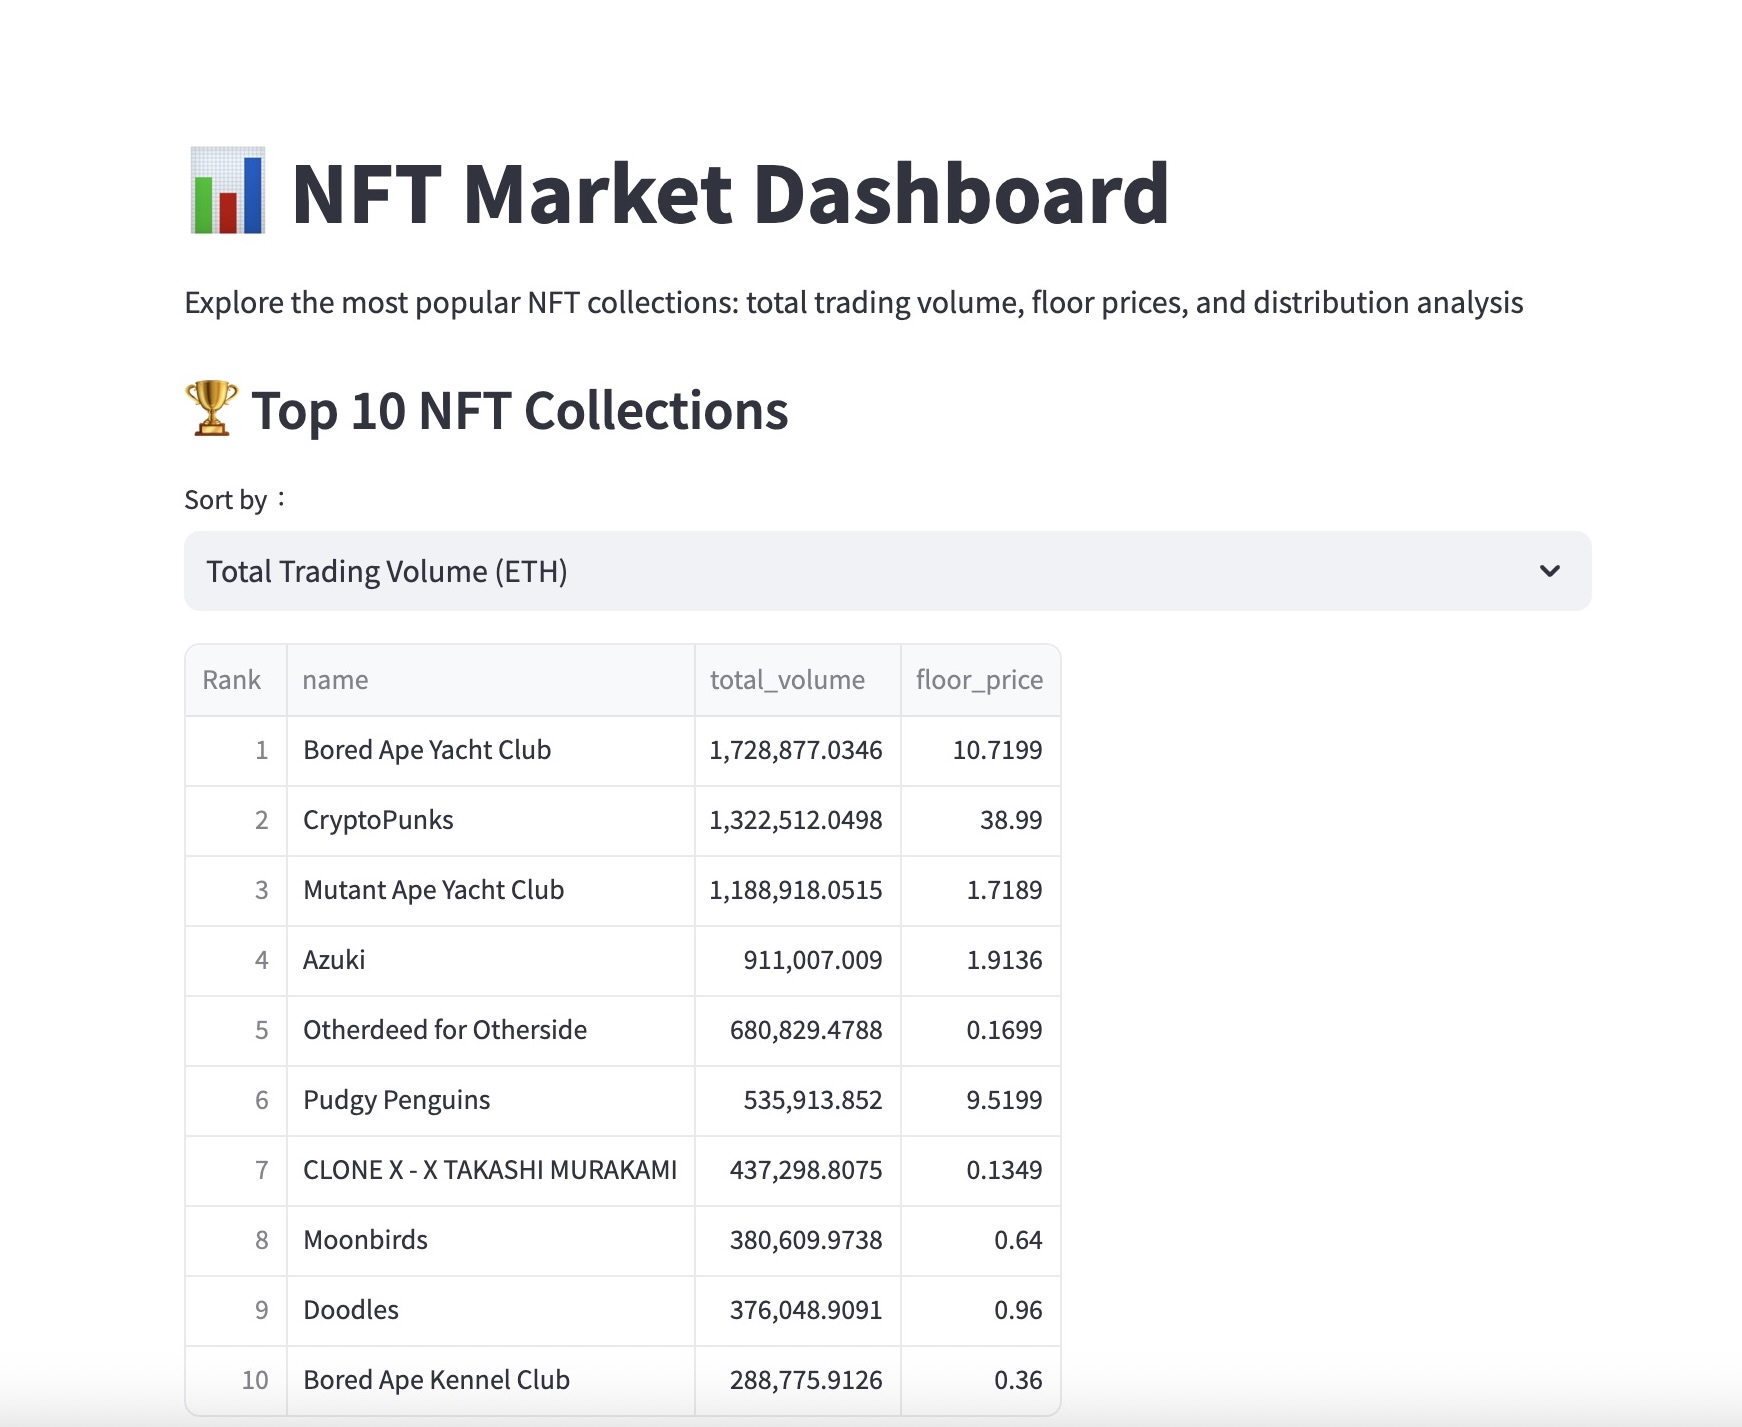 NFT Market Dashboard
Explore the most popular NFT collections: total trading volume, floor prices, and distribution analysis
Top 10 NFT Collections
Sort by：
Total Trading Volume (ETH)
Rank name total_volume floor_price
1 Bored Ape Yacht Club 1,728,877.0346 10.7199
2 CryptoPunks 1,322,512.0498 38.99
3 Mutant Ape Yacht Club 1,188,918.0515 1.7189
4 Azuki 911,007.009 1.9136
5 Otherdeed for Otherside 680,829.4788 0.1699
6 Pudgy Penguins 535,913.852 9.5199
7 CLONE X - X TAKASHI MURAKAMI 437,298.8075 0.1349
8 Moonbirds 380,609.9738 0.64
9 Doodles 376,048.9091 0.96
10 Bored Ape Kennel Club 288,775.9126 0.36